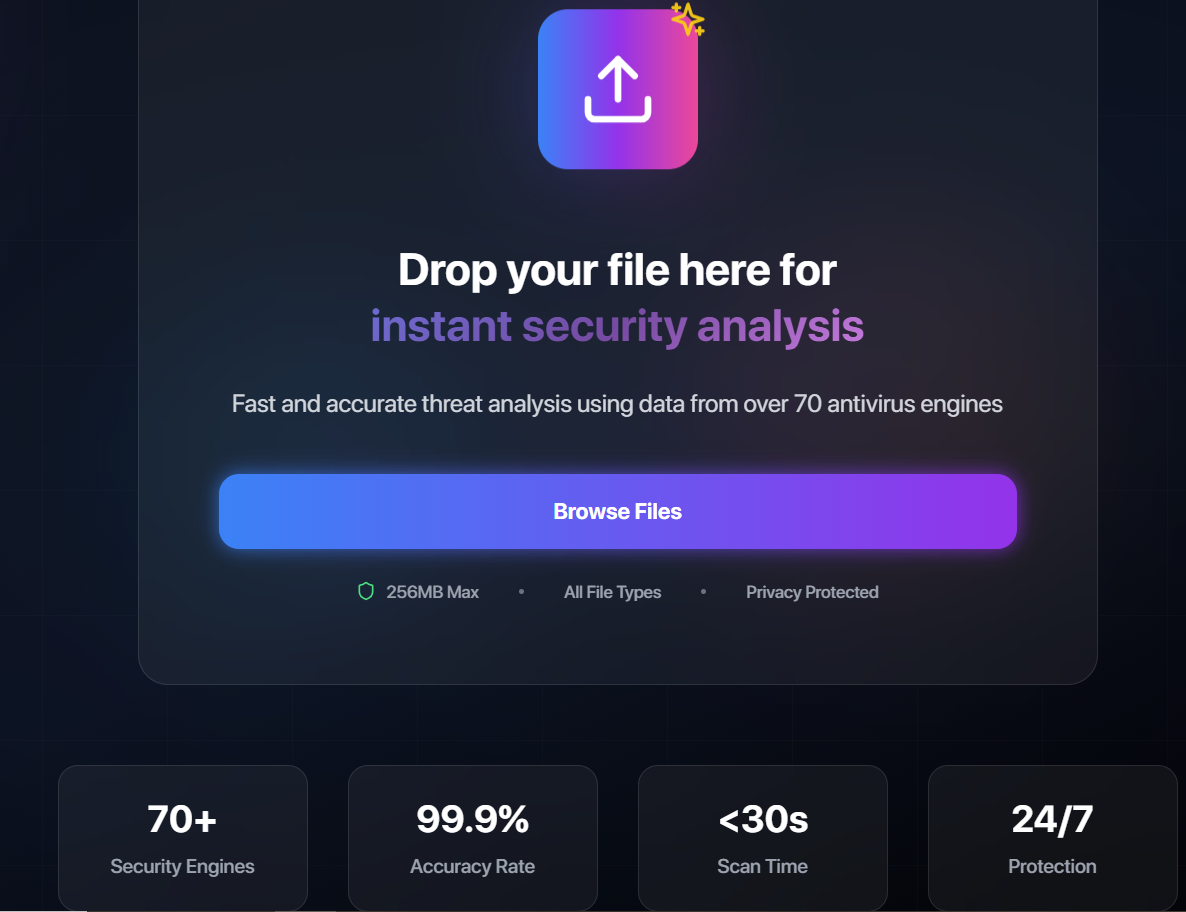 Drop your file here for
instant security analysis
Fast and accurate threat analysis using data from over 70 antivirus engines
Browse Files
256MB Max • All File Types • Privacy Protected
70+
Security Engines
99.9%
Accuracy Rate
<30s
Scan Time
24/7
Protection